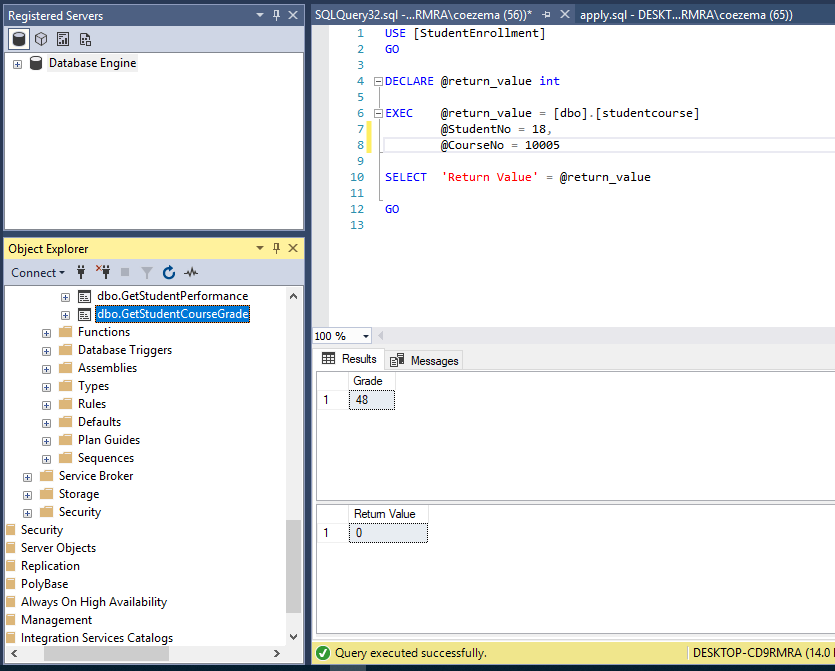 Registered Servers
Database Engine
Object Explorer
Connect
dbo.GetStudentPerformance
dbo.GetStudentCourseGrade
Functions
Database Triggers
Assemblies
Types
Rules
Defaults
Plan Guides
Sequences
Service Broker
Storage
Security
Security
Server Objects
Replication
PolyBase
Always On High Availability
Management
Integration Services Catalogs
SQLQuery32.sql -...RMRA\coezema (56))* apply.sql - DESKT...RMRA\coezema (65))
1 USE [StudentEnrollment]
2 GO
3
4 DECLARE @return_value int
5
6 EXEC @return_value = [dbo].[studentcourse]
7 @StudentNo = 18,
8 @CourseNo = 10005
9
10 SELECT 'Return Value' = @return_value
11
12 GO
13
100 %
Results Messages
Grade
1 48
Return Value
1 0
Query executed successfully. DESKTOP-CD9RMRA (14.0